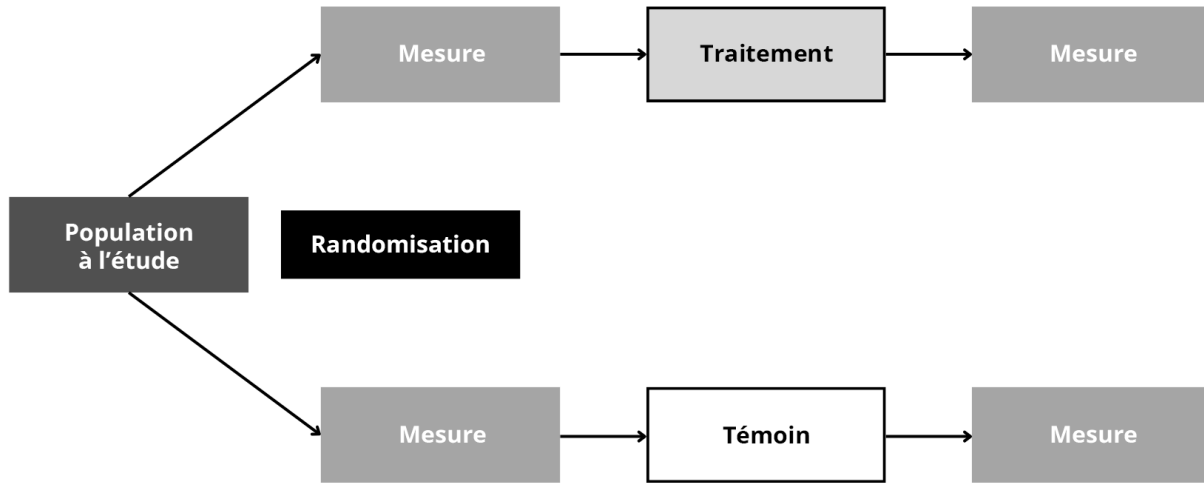 Mesure
Traitement
Mesure
Population
à l’étude
Randomisation
Mesure
Témoin
Mesure